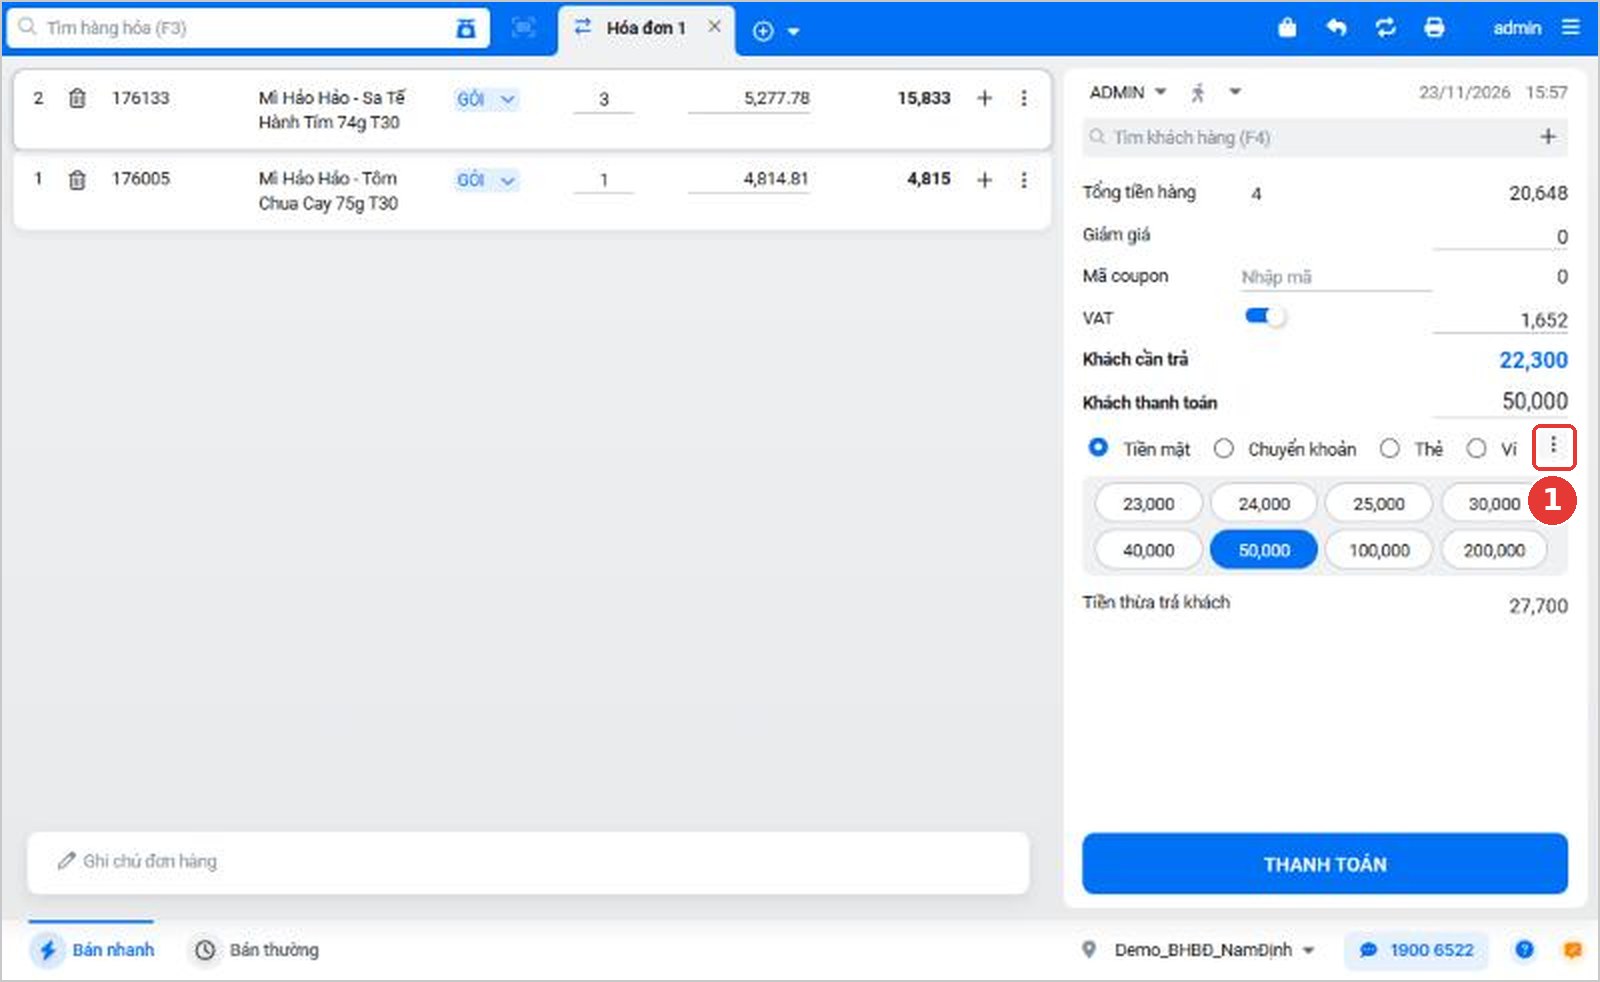 Tìm hàng hóa (F3)
Hóa đơn 1
admin
2 176133 Mì Hảo Hảo - Sa Tế Hành Tím 74g T30 GÓI 3 5,277.78 15,833
1 176005 Mì Hảo Hảo - Tôm Chua Cay 75g T30 GÓI 1 4,814.81 4,815
Ghi chú đơn hàng
ADMIN 23/11/2026 15:57
Tìm khách hàng (F4)
Tổng tiền hàng 4 20,648
Giảm giá 0
Mã coupon Nhập mã 0
VAT 1,652
Khách cần trả 22,300
Khách thanh toán 50,000
Tiền mặt Chuyển khoản Thẻ Ví
1
23,000 24,000 25,000 30,000
40,000 50,000 100,000 200,000
Tiền thừa trả khách 27,700
THANH TOÁN
Bán nhanh Bán thường
Demo_BHBĐ_NamĐịnh 1900 6522